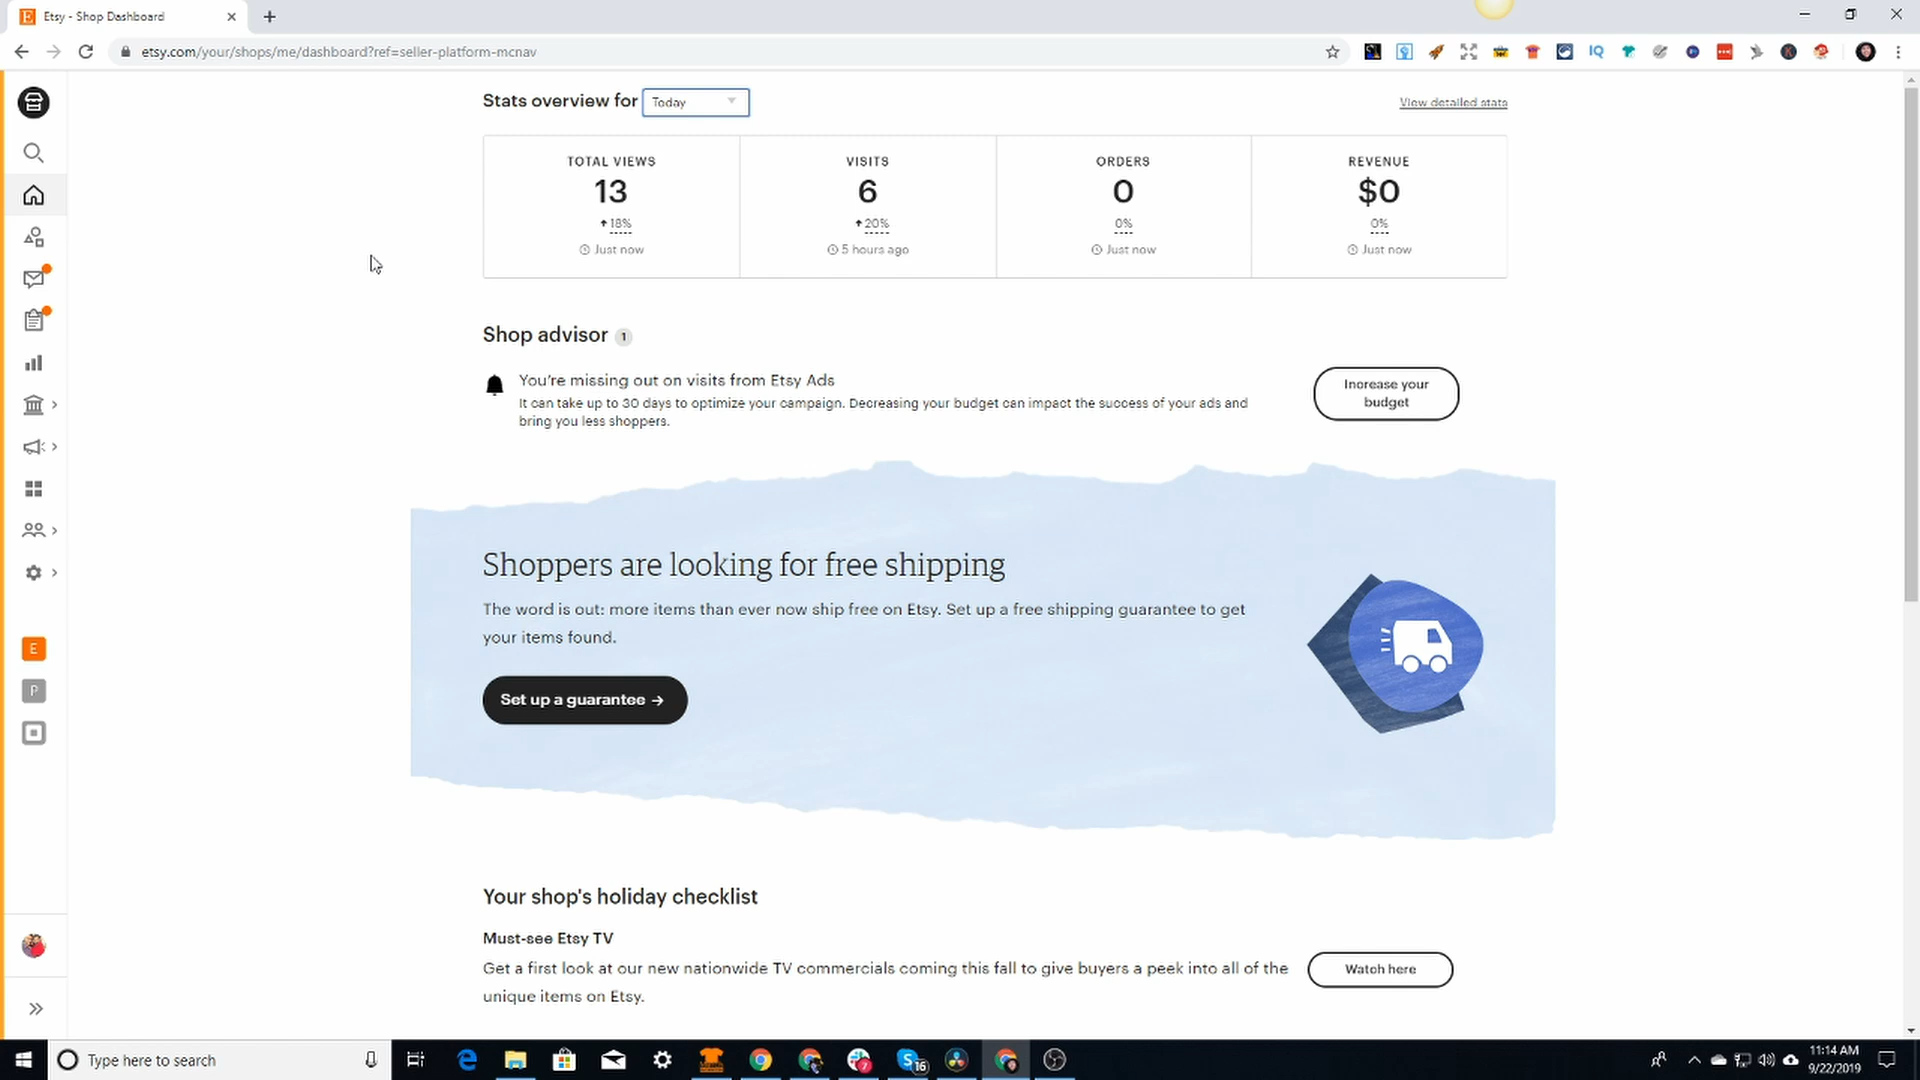 Etsy - Shop Dashboard
etsy.com/your/shops/me/dashboard?ref=seller-platform-mcnav
IQ
Stats overview for Today
View detailed stats
TOTAL VIEWS VISITS ORDERS REVENUE
13 6 0 $0
18% 20% 0% 0%
Just now 5 hours ago Just now Just now
Shop advisor 1
You're missing out on visits from Etsy Ads
It can take up to 30 days to optimize your campaign. Decreasing your budget can impact the success of your ads and
bring you less shoppers.
Increase your
budget
Shoppers are looking for free shipping
The word is out: more items than ever now ship free on Etsy. Set up a free shipping guarantee to get
your items found.
Set up a guarantee →
E
P
Your shop's holiday checklist
Must-see Etsy TV
Get a first look at our new nationwide TV commercials coming this fall to give buyers a peek into all of the
unique items on Etsy.
Watch here
Type here to search
7
16
11:14 AM
9/22/2019